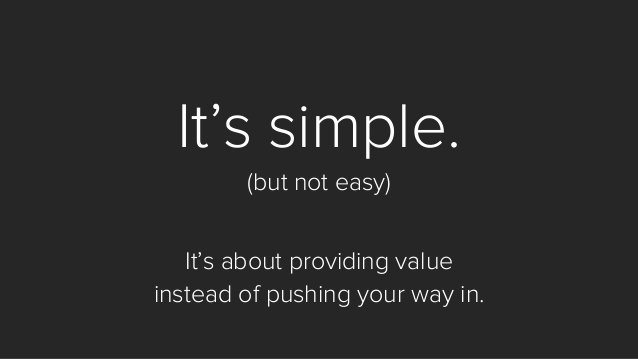 It’s simple.
(but not easy)
It’s about providing value
instead of pushing your way in.